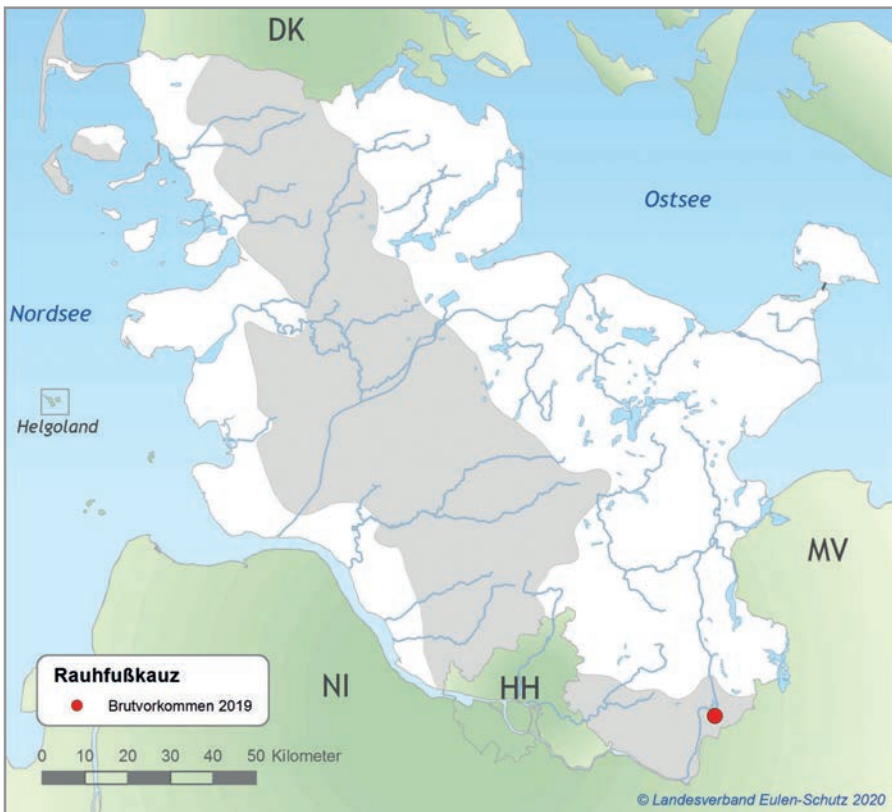 DK
Ostsee
Nordsee
Helgoland
MV
Rauhfußkauz
Brutvorkommen 2019
NI
HH
0 10 20 30 40 50 Kilometer
© Landesverband Eulen-Schutz 2020